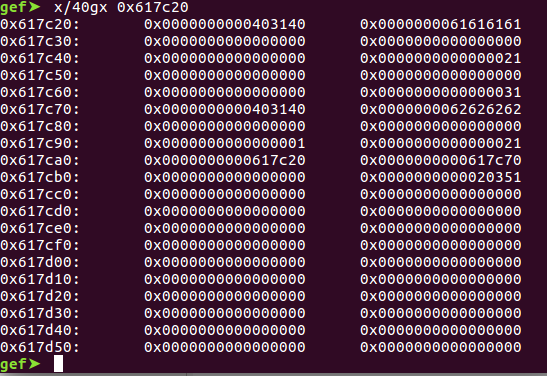 gef➤ x/40gx 0x617c20
0x617c20: 0x0000000000403140 0x0000000061616161
0x617c30: 0x0000000000000000 0x0000000000000000
0x617c40: 0x0000000000000000 0x0000000000000021
0x617c50: 0x0000000000000000 0x0000000000000000
0x617c60: 0x0000000000000000 0x0000000000000031
0x617c70: 0x0000000000403140 0x0000000062626262
0x617c80: 0x0000000000000000 0x0000000000000000
0x617c90: 0x0000000000000001 0x0000000000000021
0x617ca0: 0x0000000000617c20 0x0000000000617c70
0x617cb0: 0x0000000000000000 0x0000000000020351
0x617cc0: 0x0000000000000000 0x0000000000000000
0x617cd0: 0x0000000000000000 0x0000000000000000
0x617ce0: 0x0000000000000000 0x0000000000000000
0x617cf0: 0x0000000000000000 0x0000000000000000
0x617d00: 0x0000000000000000 0x0000000000000000
0x617d10: 0x0000000000000000 0x0000000000000000
0x617d20: 0x0000000000000000 0x0000000000000000
0x617d30: 0x0000000000000000 0x0000000000000000
0x617d40: 0x0000000000000000 0x0000000000000000
0x617d50: 0x0000000000000000 0x0000000000000000
gef➤